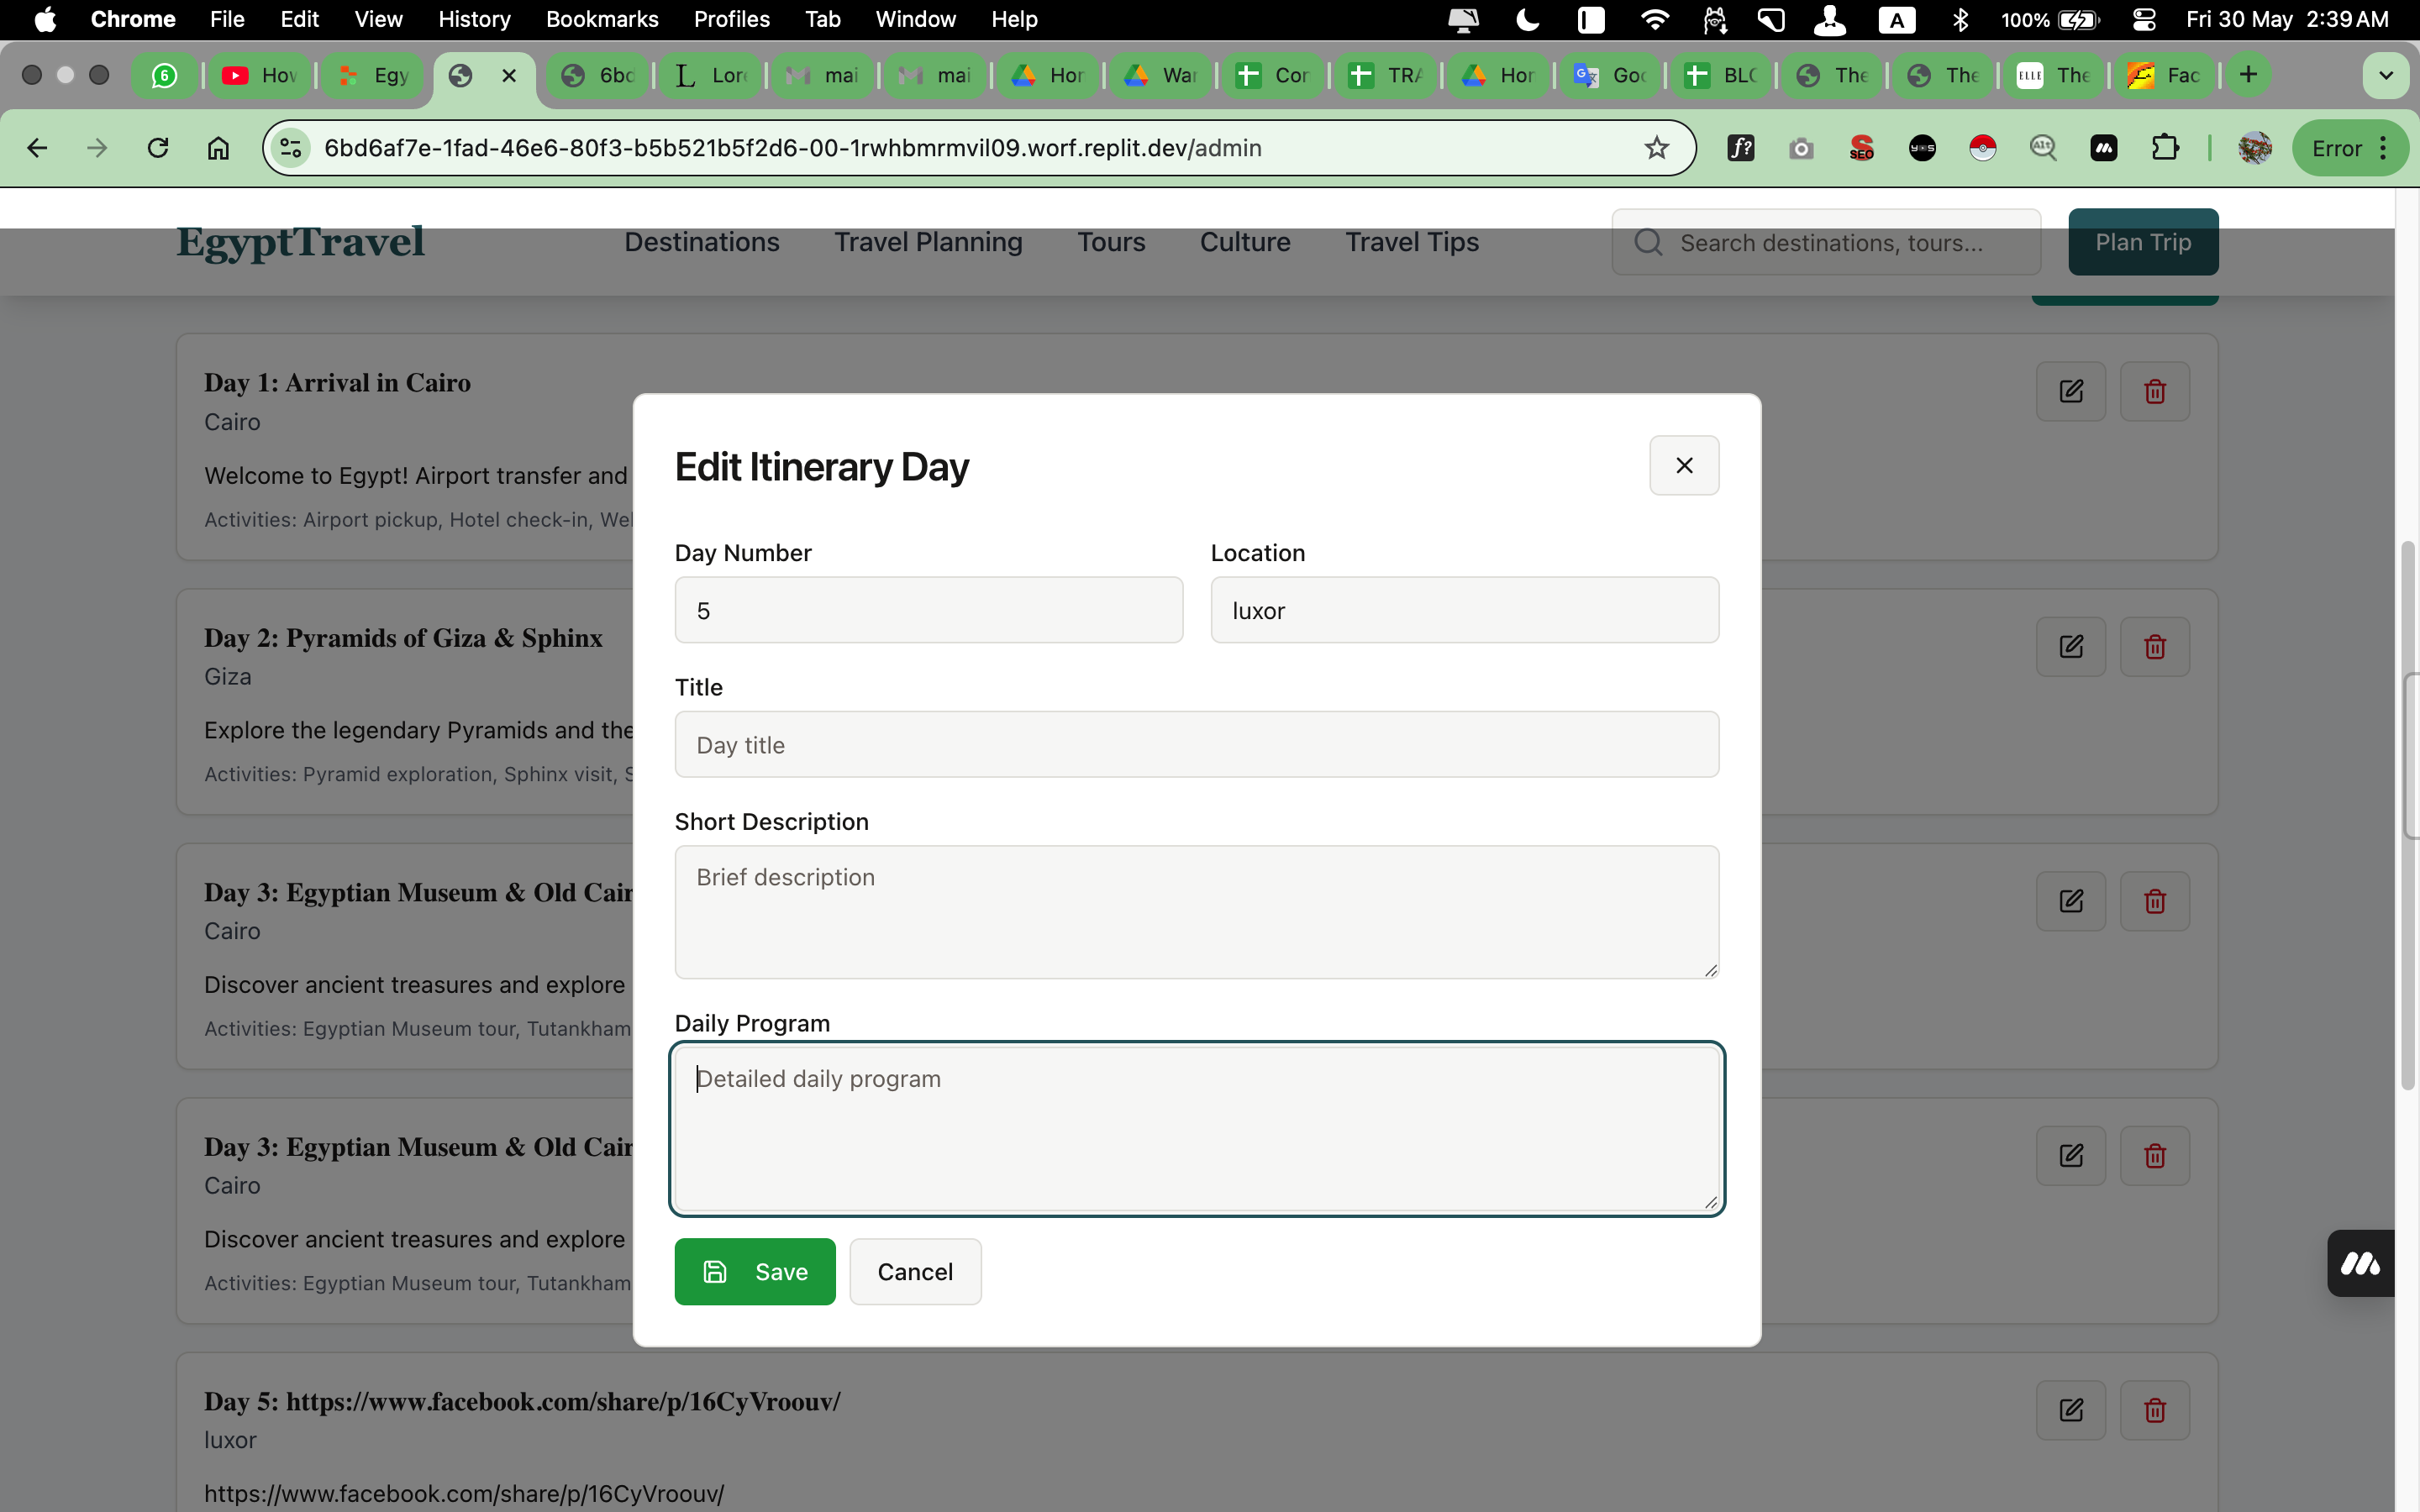 Chrome File Edit View History Bookmarks Profiles Tab Window Help A 100% Fri 30 May 2:39 AM
6 How Egy 6bd L Lor mai mai Hor War Cor TRA Hor Goo BLO The The ELLE The Fac
6bd6af7e-1fad-46e6-80f3-b5b521b5f2d6-00-1rwhbmrmvil09.worf.replit.dev/admin f? SEO Alt Error
EgyptTravel Destinations Travel Planning Tours Culture Travel Tips Search destinations, tours... Plan Trip
Day 1: Arrival in Cairo
Cairo
Welcome to Egypt! Airport transfer and
Activities: Airport pickup, Hotel check-in, Wel
Day 2: Pyramids of Giza & Sphinx
Giza
Explore the legendary Pyramids and the
Activities: Pyramid exploration, Sphinx visit, S
Day 3: Egyptian Museum & Old Cair
Cairo
Discover ancient treasures and explore
Activities: Egyptian Museum tour, Tutankham
Day 3: Egyptian Museum & Old Cair
Cairo
Discover ancient treasures and explore
Activities: Egyptian Museum tour, Tutankham
Day 5: https://www.facebook.com/share/p/16CyVroouv/
luxor
https://www.facebook.com/share/p/16CyVroouv/
Edit Itinerary Day
Day Number Location
5 luxor
Title
Day title
Short Description
Brief description
Daily Program
Detailed daily program
Save Cancel